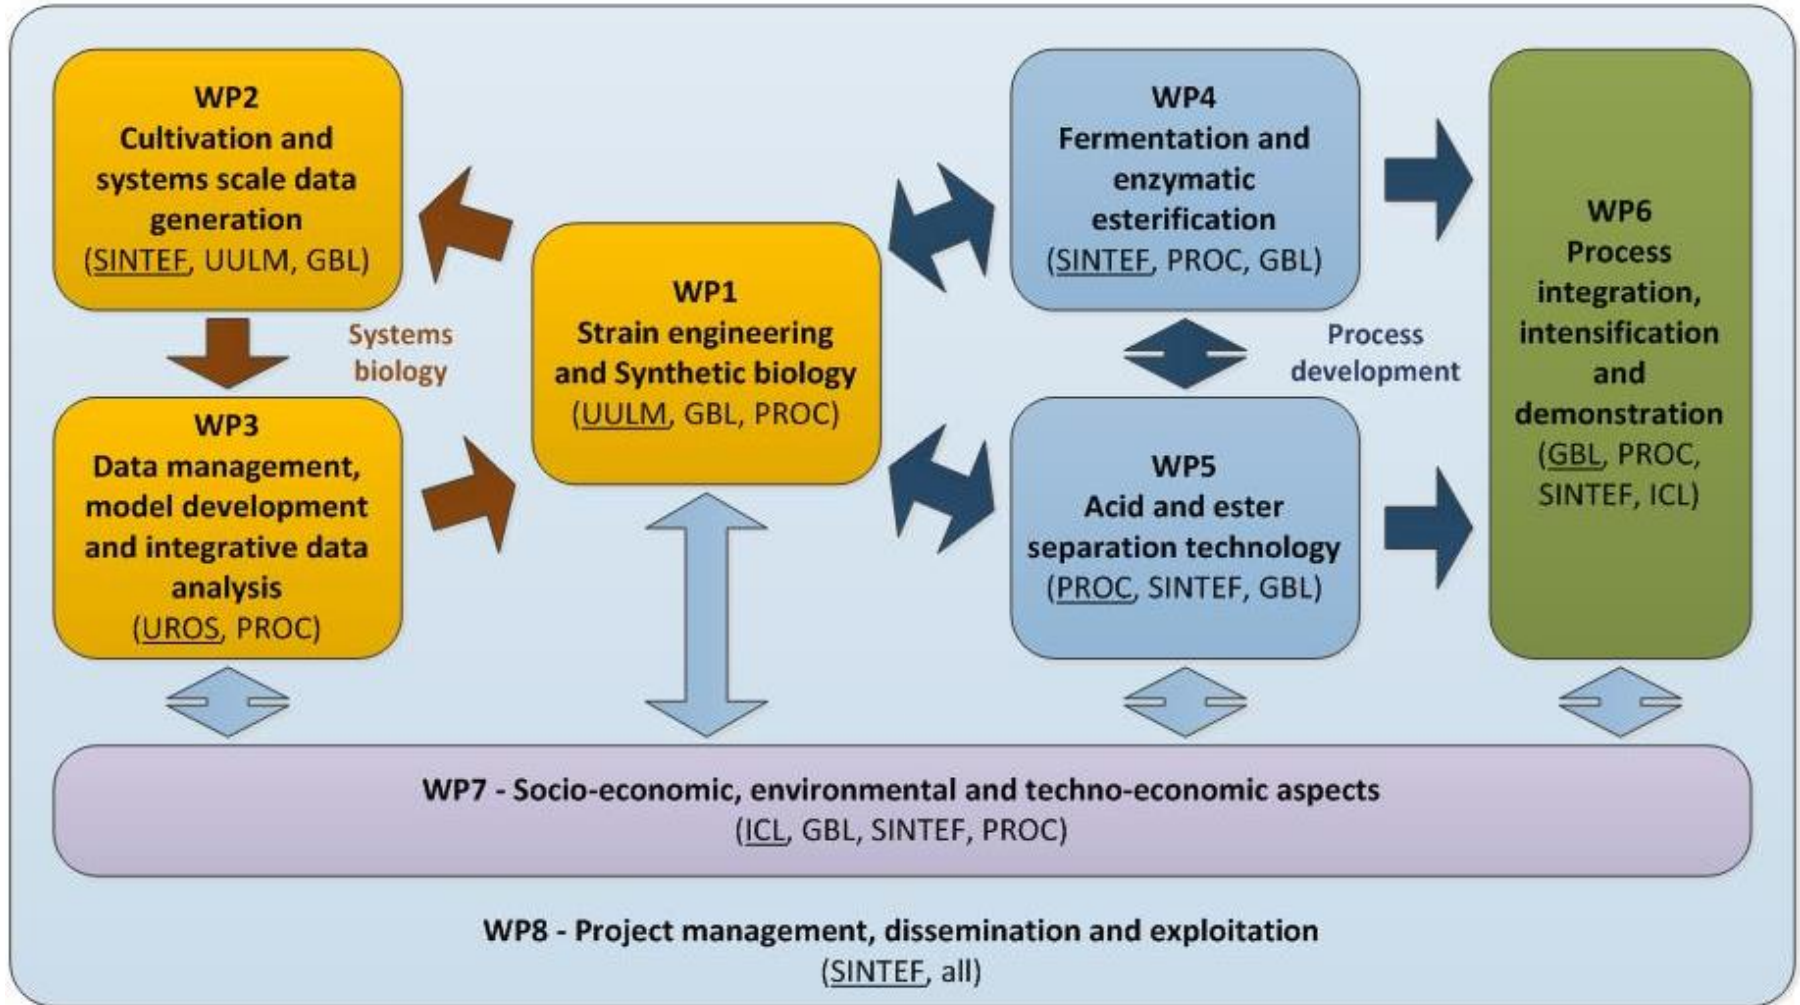 WP2
Cultivation and
systems scale data
generation
(SINTEF, UULM, GBL)
Systems
biology
WP3
Data management,
model development
and integrative data
analysis
(UROS, PROC)
WP1
Strain engineering
and Synthetic biology
(UULM, GBL, PROC)
WP4
Fermentation and
enzymatic
esterification
(SINTEF, PROC, GBL)
Process
development
WP5
Acid and ester
separation technology
(PROC, SINTEF, GBL)
WP6
Process
integration,
intensification
and
demonstration
(GBL, PROC,
SINTEF, ICL)
WP7 - Socio-economic, environmental and techno-economic aspects
(ICL, GBL, SINTEF, PROC)
WP8 - Project management, dissemination and exploitation
(SINTEF, all)